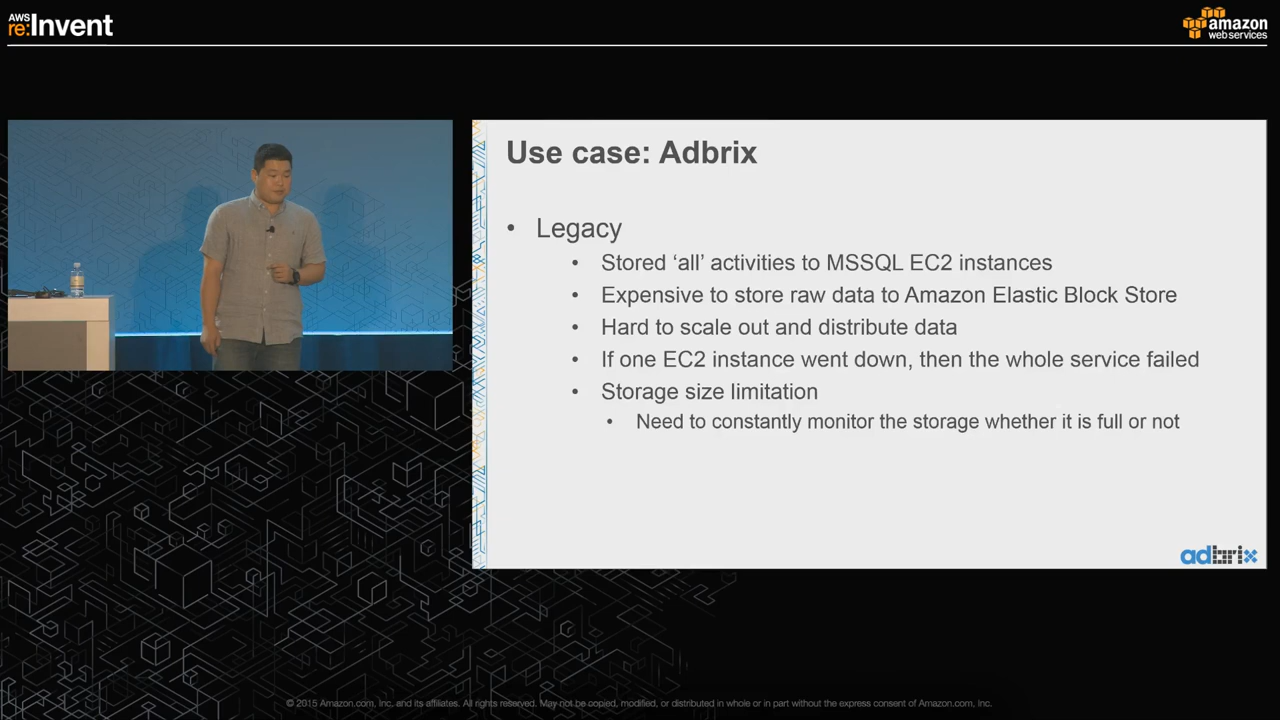 AWS
re:Invent
amazon
web services
Use case: Adbrix
• Legacy
• Stored ‘all’ activities to MSSQL EC2 instances
• Expensive to store raw data to Amazon Elastic Block Store
• Hard to scale out and distribute data
• If one EC2 instance went down, then the whole service failed
• Storage size limitation
• Need to constantly monitor the storage whether it is full or not
adbrix
© 2015 Amazon.com, Inc. and its affiliates. All rights reserved. May not be copied, modified, or distributed in whole or in part without the express consent of Amazon.com, Inc.